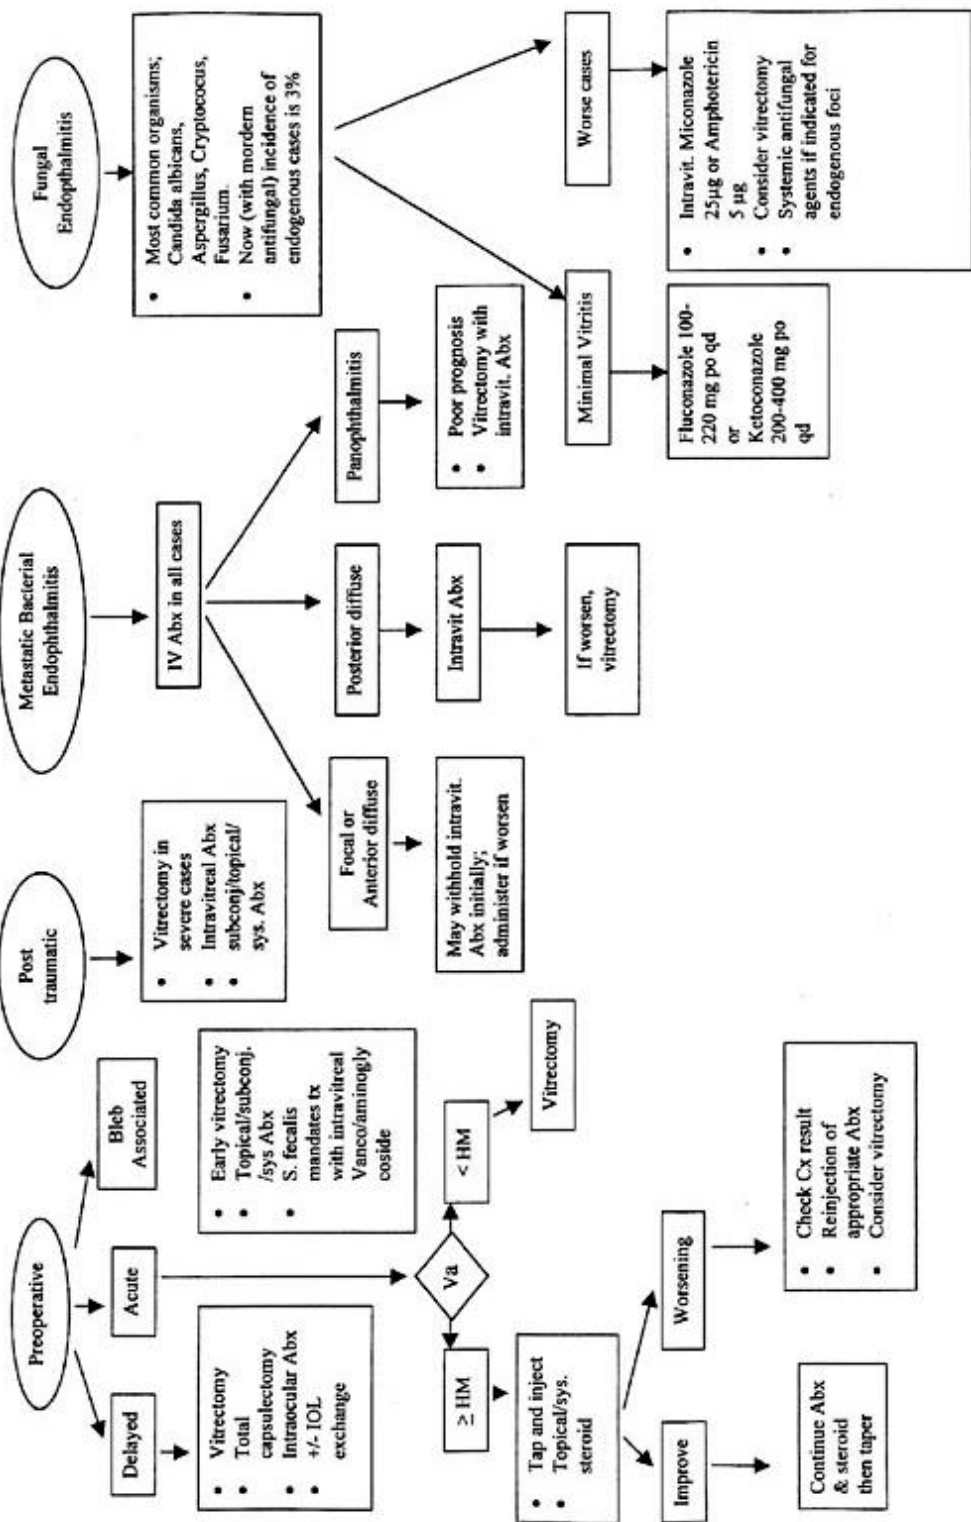 Preoperative
Delayed
Acute
Bleb
Associated
• Vitrectomy
• Total
capsulectomy
• Intraocular Abx
• +/- IOL
exchange
• Early vitrectomy
• Topical/subconj.
/sys Abx
• S. fecalis
mandates tx
with intravitreal
Vanco/aminogly
coside
Va
≥ HM
< HM
Vitrectomy
• Tap and inject
• Topical/sys.
steroid
Improve
Worsening
Continue Abx
& steroid
then taper
• Check Cx result
• Reinjection of
appropriate Abx
• Consider vitrectomy
Post
traumatic
• Vitrectomy in
severe cases
• Intravitreal Abx
• subconj/topical/
sys. Abx
Metastatic Bacterial
Endophthalmitis
IV Abx in all cases
Focal or
Anterior diffuse
Posterior diffuse
Panophthalmitis
May withhold intravit.
Abx initially;
administer if worsen
Intravit Abx
If worsen,
vitrectomy
• Poor prognosis
• Vitrectomy with
intravit. Abx
Fungal
Endopthalmitis
• Most common organisms;
Candida albicans,
Aspergillus, Cryptococus,
Fusarium.
• Now (with mordern
antifungal) incidence of
endogenous cases is 3%
Minimal Vitritis
Worse cases
Fluconazole 100-
220 mg po qd
or
Ketoconazole
200-400 mg po
qd
• Intravit. Miconazole
25µg or Amphotericin
5 µg
• Consider vitrectomy
• Systemic antifungal
agents if indicated for
endogenous foci